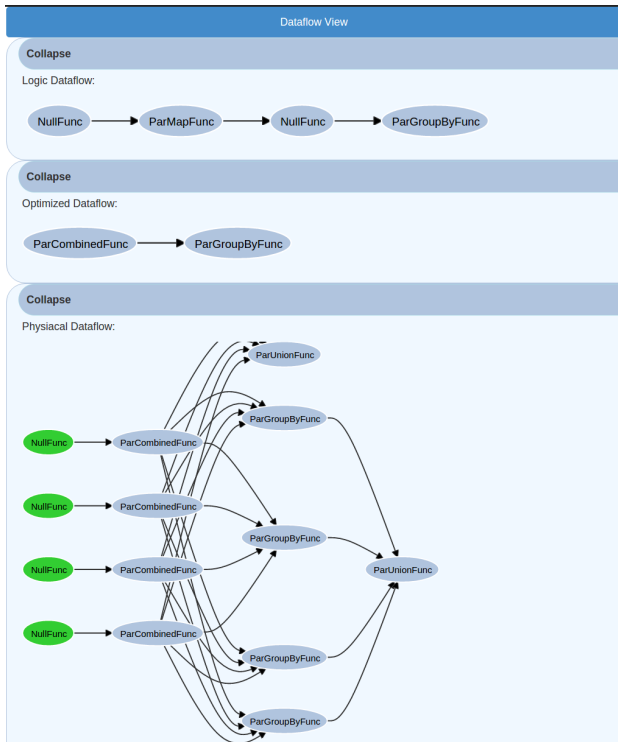 Dataflow View
Collapse
Logic Dataflow:
NullFunc ParMapFunc NullFunc ParGroupByFunc
Collapse
Optimized Dataflow:
ParCombinedFunc ParGroupByFunc
Collapse
Physiacal Dataflow:
ParUnionFunc
ParGroupByFunc
NullFunc ParCombinedFunc
NullFunc ParCombinedFunc
ParGroupByFunc
NullFunc ParCombinedFunc ParUnionFunc
NullFunc ParCombinedFunc
ParGroupByFunc
ParGroupByFunc